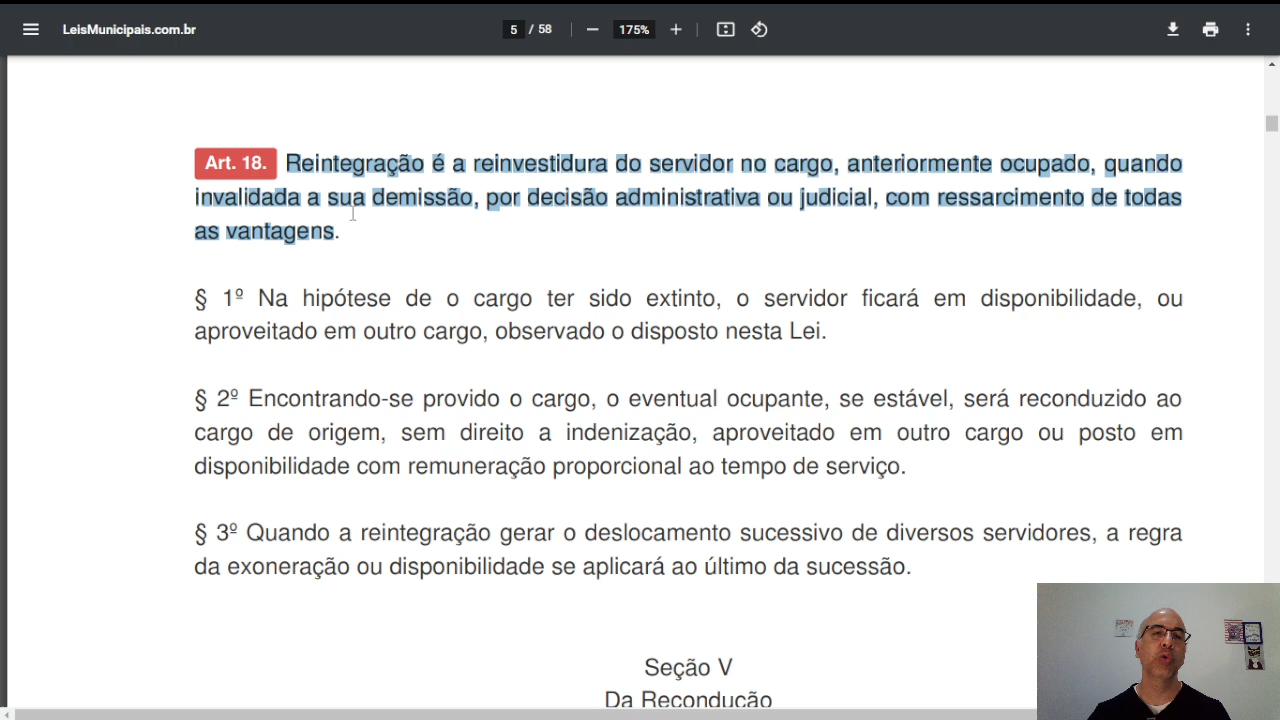 LeisMunicipais.com.br
5 / 58
175%
Art. 18. Reintegração é a reinvestidura do servidor no cargo, anteriormente ocupado, quando
invalidada a sua demissão, por decisão administrativa ou judicial, com ressarcimento de todas
as vantagens.
§ 1º Na hipótese de o cargo ter sido extinto, o servidor ficará em disponibilidade, ou
aproveitado em outro cargo, observado o disposto nesta Lei.
§ 2º Encontrando-se provido o cargo, o eventual ocupante, se estável, será reconduzido ao
cargo de origem, sem direito a indenização, aproveitado em outro cargo ou posto em
disponibilidade com remuneração proporcional ao tempo de serviço.
§ 3º Quando a reintegração gerar o deslocamento sucessivo de diversos servidores, a regra
da exoneração ou disponibilidade se aplicará ao último da sucessão.
Seção V
Da Recondução